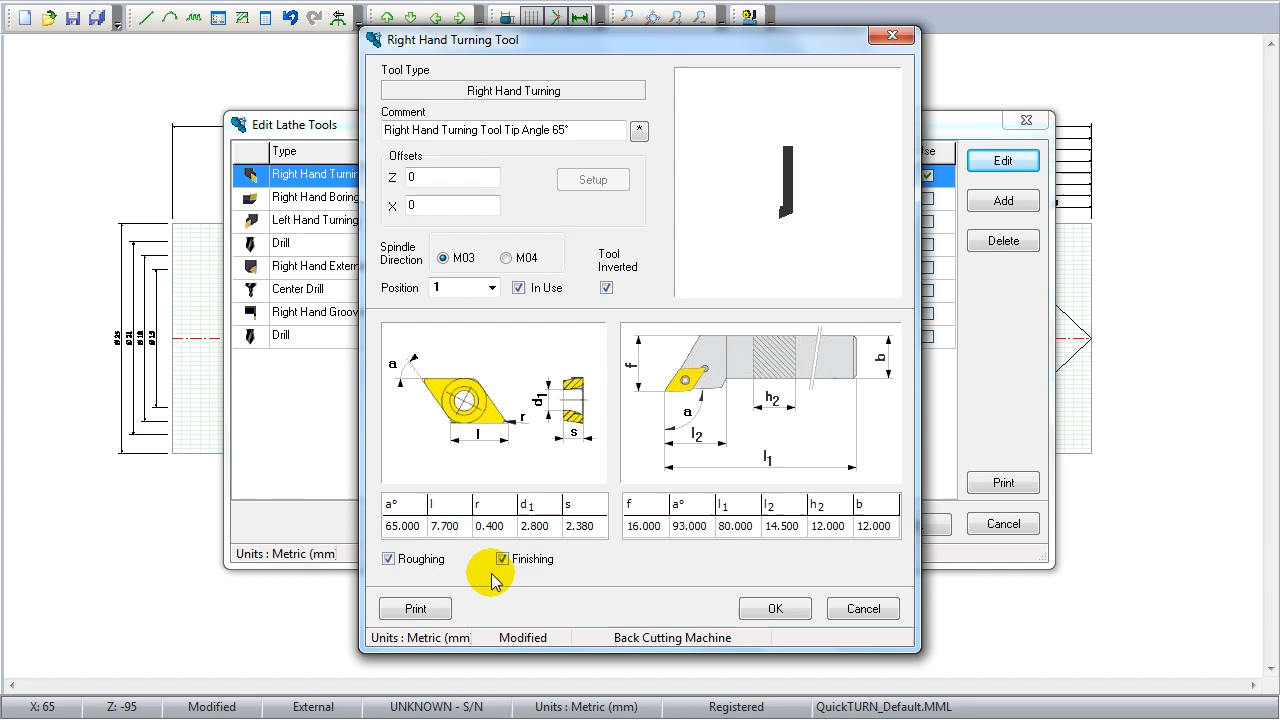 Right Hand Turning Tool
Tool Type
Right Hand Turning
Comment
Right Hand Turning Tool Tip Angle 65°
*
Offsets
Z 0
X 0
Setup
Spindle
Direction
M03
M04
Tool
Inverted
Position 1
In Use
a
l
r
d1
s
f
a
b
h2
l2
l1
a° l r d1 s
65.000 7.700 0.400 2.800 2.380
f a° l1 l2 h2 b
16.000 93.000 80.000 14.500 12.000 12.000
Roughing
Finishing
Print
OK
Cancel
Units : Metric (mm)
Modified
Back Cutting Machine
Edit Lathe Tools
Type
Right Hand Turnin
Right Hand Boring
Left Hand Turning
Drill
Right Hand Extern
Center Drill
Right Hand Groov
Drill
Edit
Add
Delete
Print
Cancel
Units : Metric (mm)
X: 65
Z: -95
Modified
External
UNKNOWN - S/N
Units : Metric (mm)
Registered
QuickTURN_Default.MML